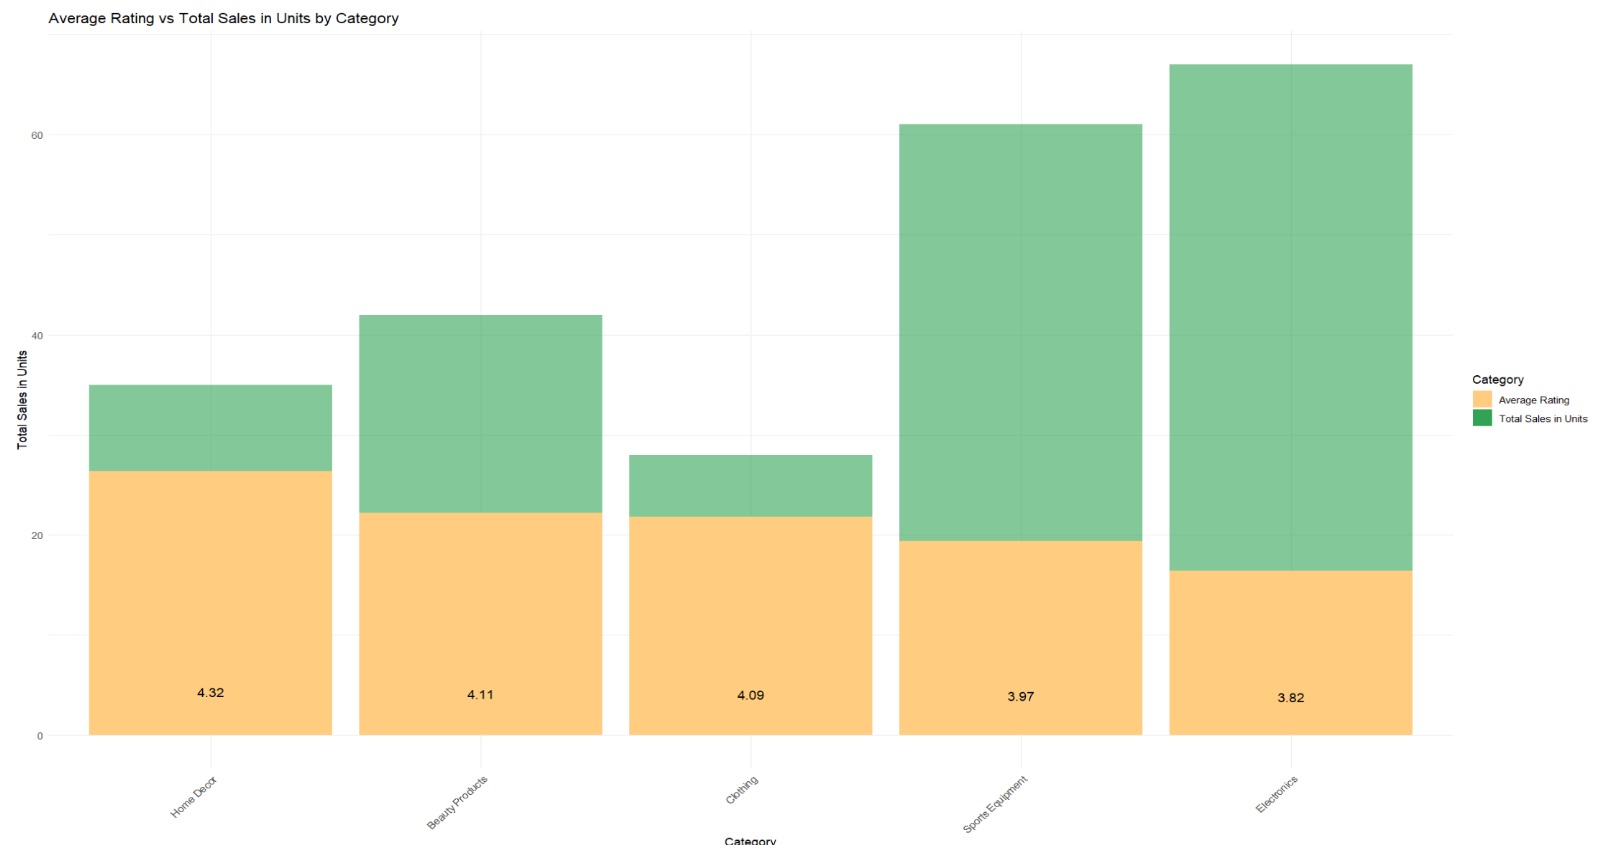 Average Rating vs Total Sales in Units by Category
60
40
20
0
Total Sales in Units
4.32
4.11
4.09
3.97
3.82
Home Decor
Beauty Products
Clothing
Sports Equipment
Electronics
Category
Category
Average Rating
Total Sales in Units